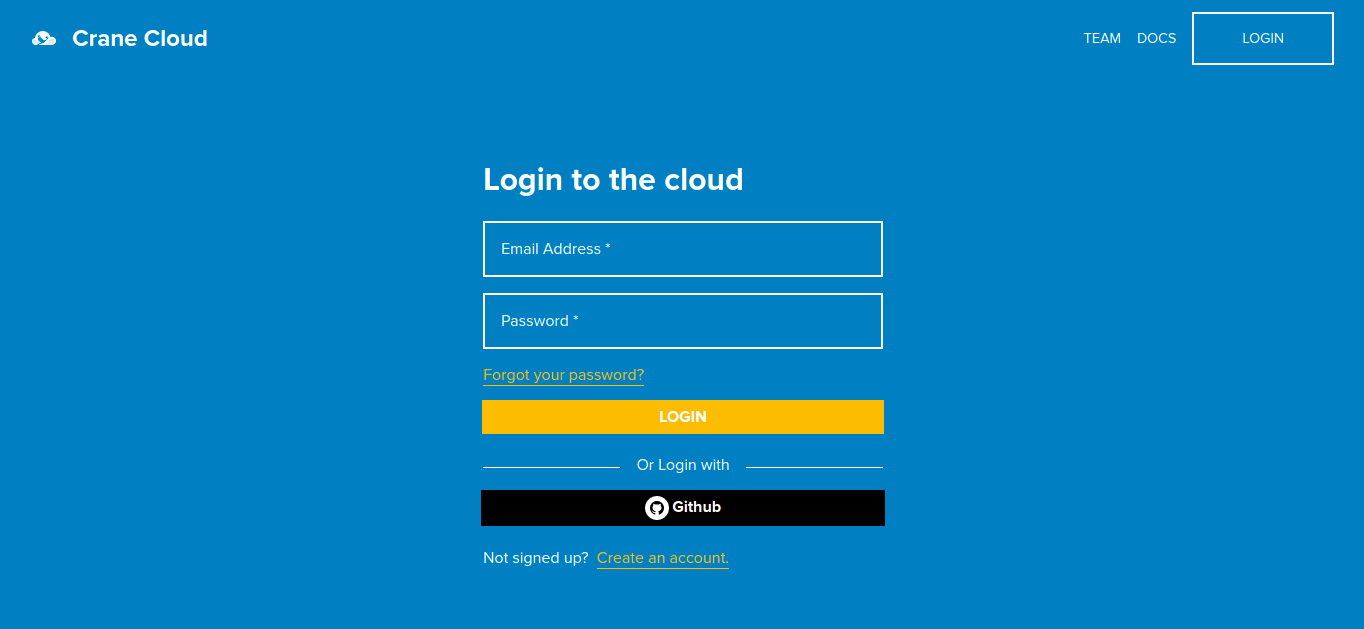 Crane Cloud
TEAM DOCS LOGIN
Login to the cloud
Email Address *
Password *
Forgot your password?
LOGIN
Or Login with
Github
Not signed up? Create an account.